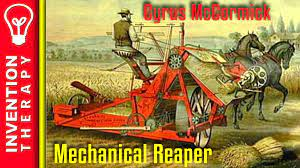 INVENTION
THERAPY
Cyrus McCormick
Mechanical Reaper